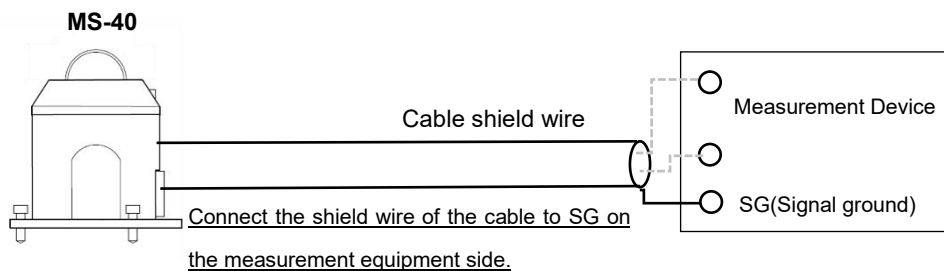 MS-40
Cable shield wire
Measurement Device
SG(Signal ground)
Connect the shield wire of the cable to SG on
the measurement equipment side.